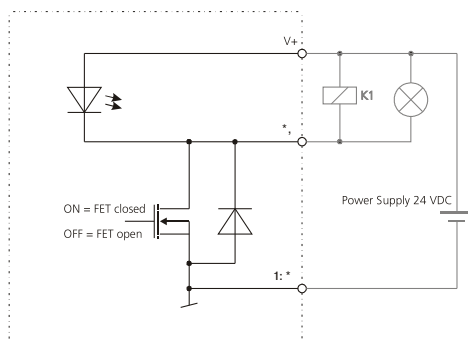 V+
K1
*,
Power Supply 24 VDC
ON = FET closed
OFF = FET open
1: *